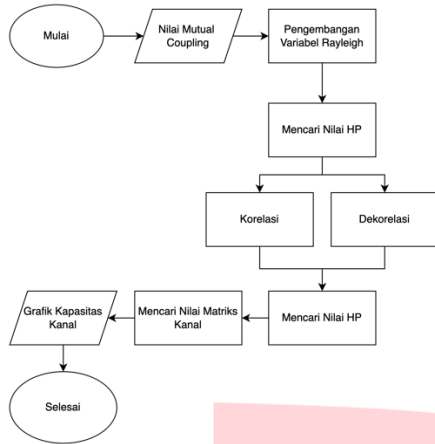 Mulai
Nilai Mutual
Coupling
Pengembangan
Variabel Rayleigh
Mencari Nilai HP
Korelasi
Dekorelasi
Mencari Nilai HP
Mencari Nilai Matriks
Kanal
Grafik Kapasitas
Kanal
Selesai